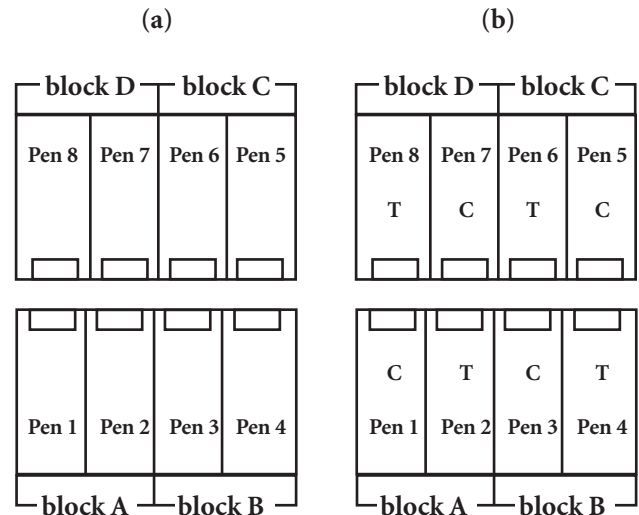 (a)
block D block C
Pen 8 Pen 7 Pen 6 Pen 5
Pen 1 Pen 2 Pen 3 Pen 4
block A block B
(b)
block D block C
Pen 8 Pen 7 Pen 6 Pen 5
T C T C
C T C T
Pen 1 Pen 2 Pen 3 Pen 4
block A block B